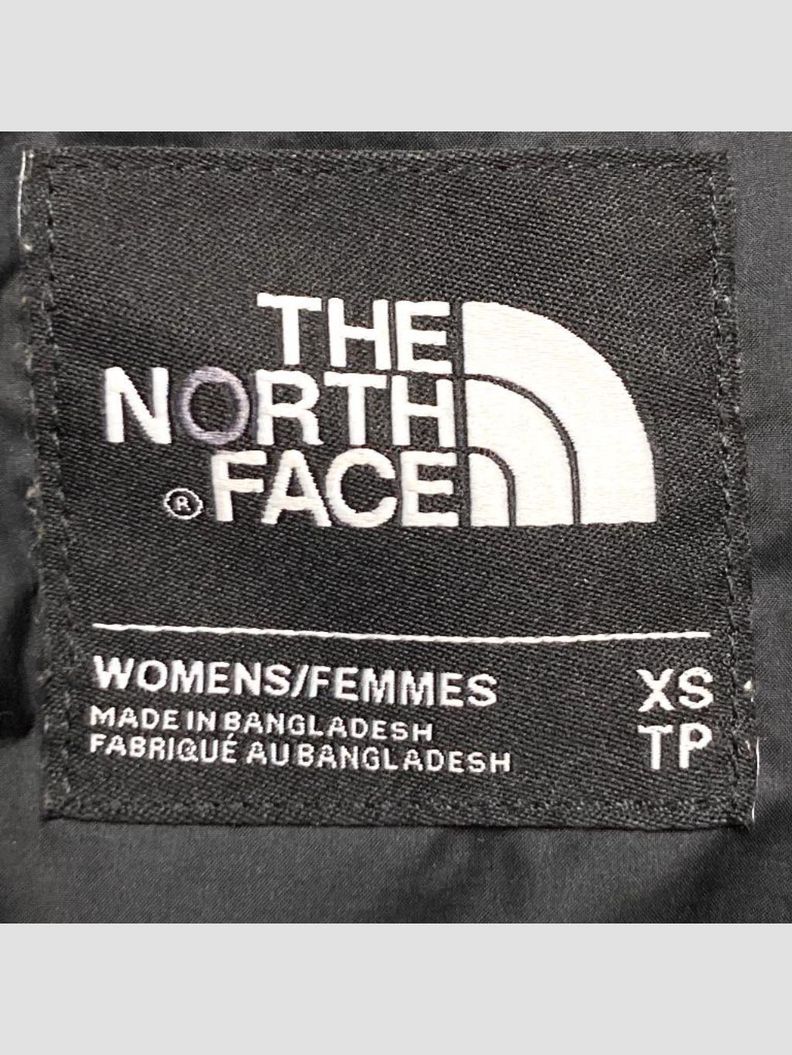 THE
NORTH
® FACE
WOMENS/FEMMES XS
MADE IN BANGLADESH TP
FABRIQUÉ AU BANGLADESH